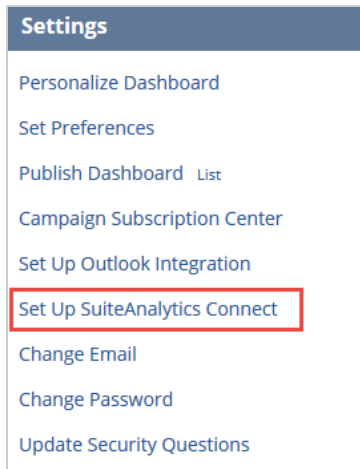 Settings
Personalize Dashboard
Set Preferences
Publish Dashboard List
Campaign Subscription Center
Set Up Outlook Integration
Set Up SuiteAnalytics Connect
Change Email
Change Password
Update Security Questions